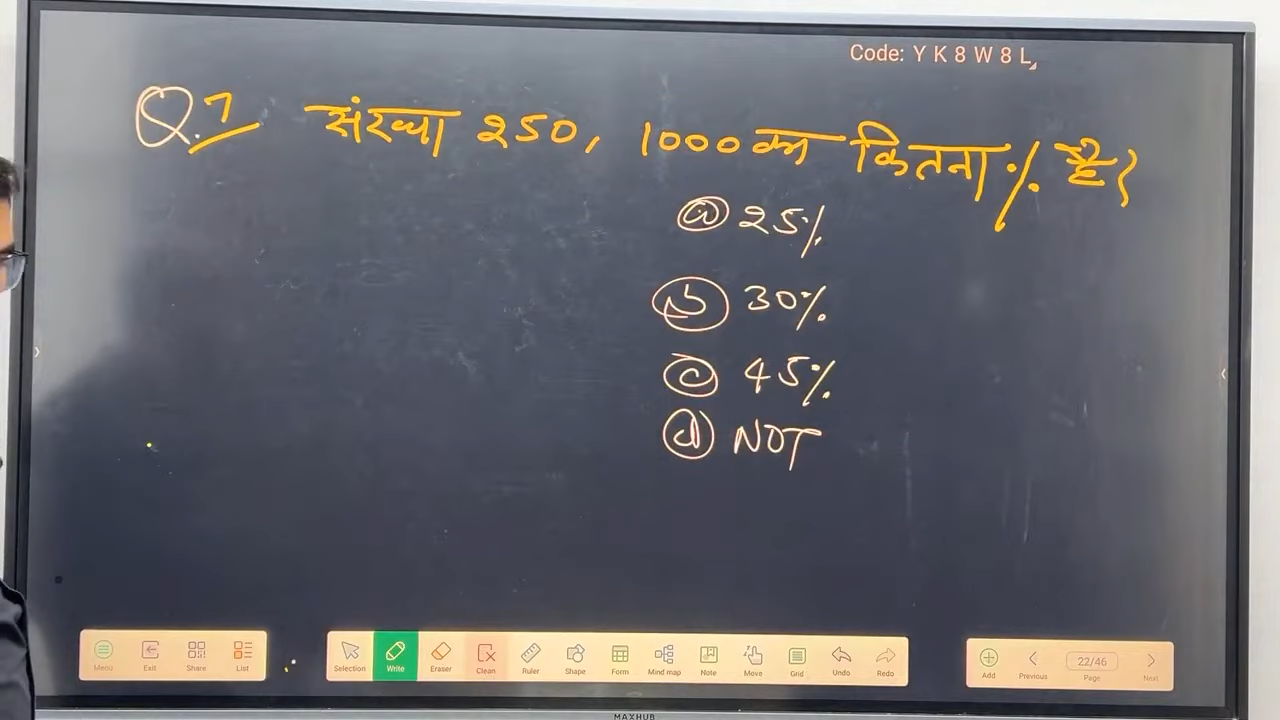 Code: Y K 8 W 8 L
Q.7 संख्या 250, 1000 का कितना % है?
(a) 25%
(b) 30%
(c) 45%
(d) NOT
Menu Exit Share List Selection Write Eraser Clean Ruler Shape Form Mind map Note Move Grid Undo Redo Add Previous 22/46 Page Next
MAXHUB